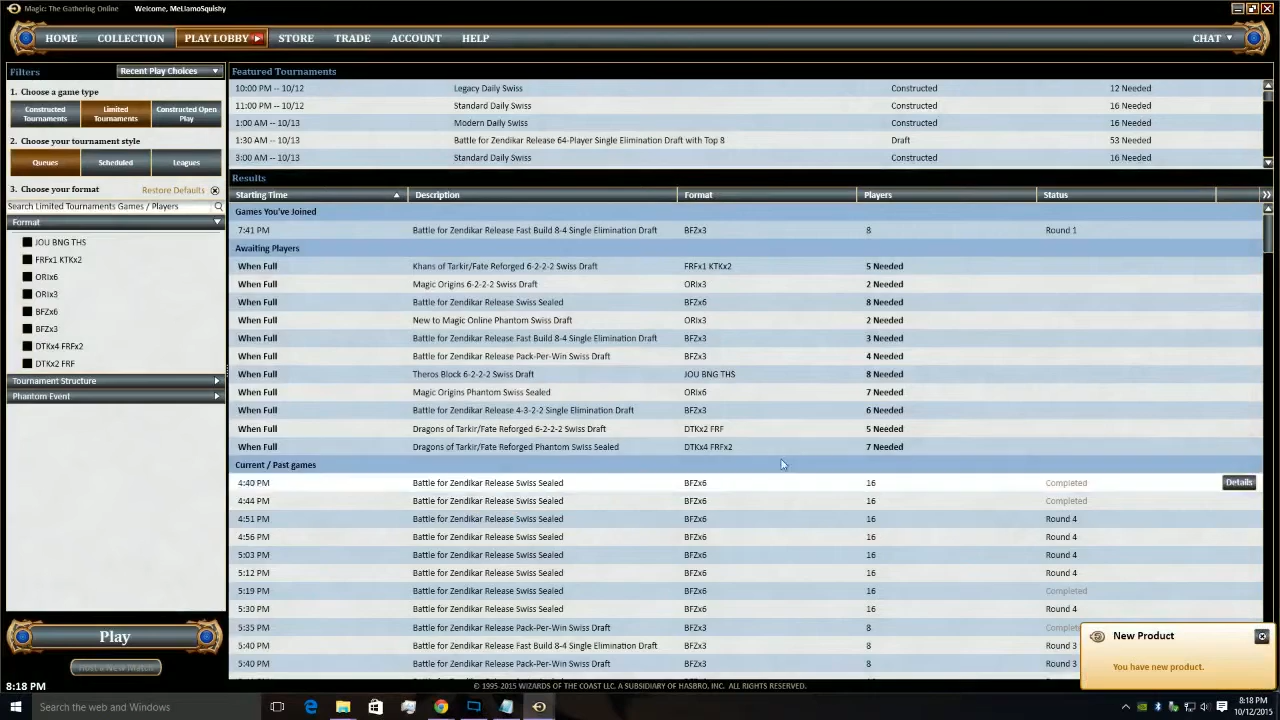 Magic: The Gathering Online Welcome, MeLlamoSquishy
HOME COLLECTION PLAY LOBBY STORE TRADE ACCOUNT HELP CHAT
Filters Recent Play Choices
1. Choose a game type
Constructed Tournaments Limited Tournaments Constructed Open Play
2. Choose your tournament style
Queues Scheduled Leagues
3. Choose your format Restore Defaults
Search Limited Tournaments Games / Players
Format
JOU BNG THS
FRFx1 KTKx2
ORIx6
ORIx3
BFZx6
BFZx3
DTKx4 FRFx2
DTKx2 FRF
Tournament Structure
Phantom Event
Play
Host a New Match
8:18 PM
Featured Tournaments
10:00 PM -- 10/12 Legacy Daily Swiss Constructed 12 Needed
11:00 PM -- 10/12 Standard Daily Swiss Constructed 16 Needed
1:00 AM -- 10/13 Modern Daily Swiss Constructed 16 Needed
1:30 AM -- 10/13 Battle for Zendikar Release 64-Player Single Elimination Draft with Top 8 Draft 53 Needed
3:00 AM -- 10/13 Standard Daily Swiss Constructed 16 Needed
Results
Starting Time Description Format Players Status
Games You've Joined
7:41 PM Battle for Zendikar Release Fast Build 8-4 Single Elimination Draft BFZx3 8 Round 1
Awaiting Players
When Full Khans of Tarkir/Fate Reforged 6-2-2-2 Swiss Draft FRFx1 KTKx2 5 Needed
When Full Magic Origins 6-2-2-2 Swiss Draft ORIx3 2 Needed
When Full Battle for Zendikar Release Swiss Sealed BFZx6 8 Needed
When Full New to Magic Online Phantom Swiss Draft ORIx3 2 Needed
When Full Battle for Zendikar Release Fast Build 8-4 Single Elimination Draft BFZx3 3 Needed
When Full Battle for Zendikar Release Pack-Per-Win Swiss Draft BFZx3 4 Needed
When Full Theros Block 6-2-2-2 Swiss Draft JOU BNG THS 8 Needed
When Full Magic Origins Phantom Swiss Sealed ORIx6 7 Needed
When Full Battle for Zendikar Release 4-3-2-2 Single Elimination Draft BFZx3 6 Needed
When Full Dragons of Tarkir/Fate Reforged 6-2-2-2 Swiss Draft DTKx2 FRF 5 Needed
When Full Dragons of Tarkir/Fate Reforged Phantom Swiss Sealed DTKx4 FRFx2 7 Needed
Current / Past games
4:40 PM Battle for Zendikar Release Swiss Sealed BFZx6 16 Completed Details
4:44 PM Battle for Zendikar Release Swiss Sealed BFZx6 16 Completed
4:51 PM Battle for Zendikar Release Swiss Sealed BFZx6 16 Round 4
4:56 PM Battle for Zendikar Release Swiss Sealed BFZx6 16 Round 4
5:03 PM Battle for Zendikar Release Swiss Sealed BFZx6 16 Round 4
5:12 PM Battle for Zendikar Release Swiss Sealed BFZx6 16 Round 4
5:19 PM Battle for Zendikar Release Swiss Sealed BFZx6 16 Completed
5:30 PM Battle for Zendikar Release Swiss Sealed BFZx6 16 Round 4
5:35 PM Battle for Zendikar Release Pack-Per-Win Swiss Draft BFZx3 8
5:40 PM Battle for Zendikar Release Fast Build 8-4 Single Elimination Draft BFZx3 8 Round 3
5:40 PM Battle for Zendikar Release Pack-Per-Win Swiss Draft BFZx3 8 Round 3
New Product
You have new product.
© 1995-2015 WIZARDS OF THE COAST LLC, A SUBSIDIARY OF HASBRO, INC. ALL RIGHTS RESERVED.
Search the web and Windows
8:18 PM
10/12/2015